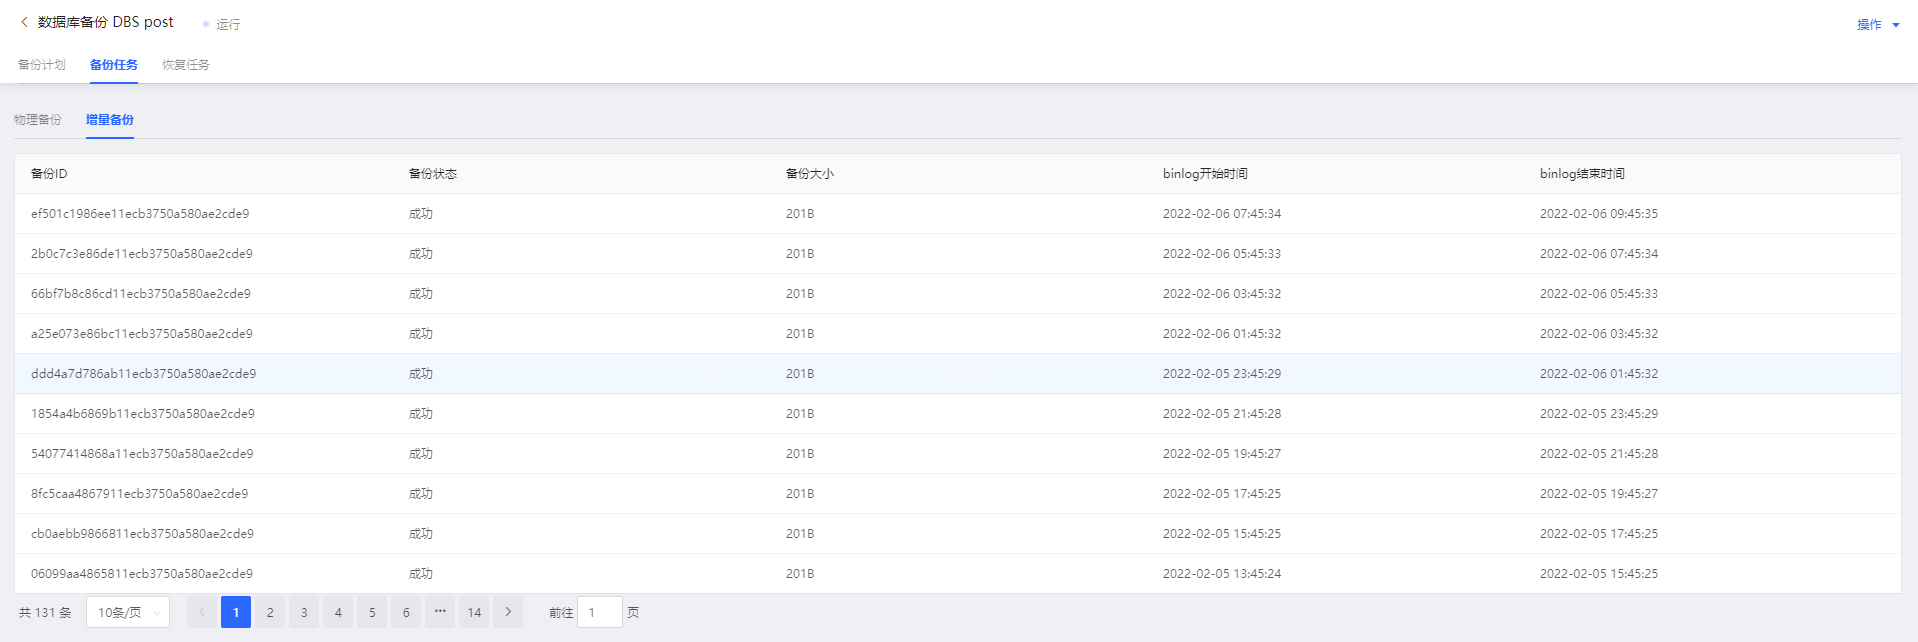 数据库备份 DBS post 运行 操作
备份计划 备份任务 恢复任务
物理备份 增量备份
备份ID 备份状态 备份大小 binlog开始时间 binlog结束时间
ef501c1986ee11ecb3750a580ae2cde9 成功 201B 2022-02-06 07:45:34 2022-02-06 09:45:35
2b0c7c3e86de11ecb3750a580ae2cde9 成功 201B 2022-02-06 05:45:33 2022-02-06 07:45:34
66bf7b8c86cd11ecb3750a580ae2cde9 成功 201B 2022-02-06 03:45:32 2022-02-06 05:45:33
a25e073e86bc11ecb3750a580ae2cde9 成功 201B 2022-02-06 01:45:32 2022-02-06 03:45:32
ddd4a7d786ab11ecb3750a580ae2cde9 成功 201B 2022-02-05 23:45:29 2022-02-06 01:45:32
1854a4b6869b11ecb3750a580ae2cde9 成功 201B 2022-02-05 21:45:28 2022-02-05 23:45:29
54077414868a11ecb3750a580ae2cde9 成功 201B 2022-02-05 19:45:27 2022-02-05 21:45:28
8fc5caa4867911ecb3750a580ae2cde9 成功 201B 2022-02-05 17:45:25 2022-02-05 19:45:27
cb0aebb9866811ecb3750a580ae2cde9 成功 201B 2022-02-05 15:45:25 2022-02-05 17:45:25
06099aa4865811ecb3750a580ae2cde9 成功 201B 2022-02-05 13:45:24 2022-02-05 15:45:25
共 131 条 10条/页 1 2 3 4 5 6 ••• 14 前往 1 页